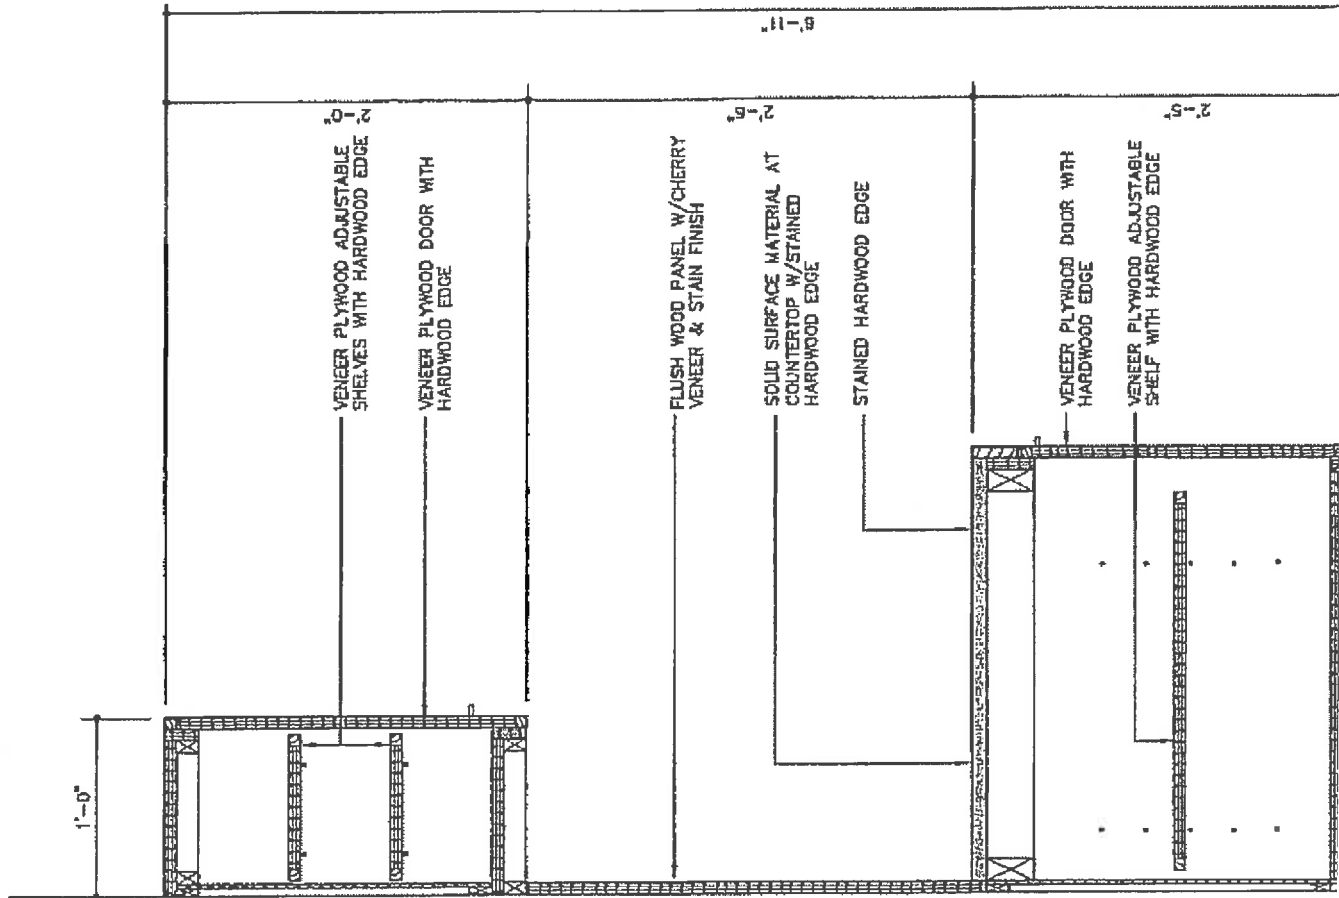 6'-11"
2'-0"
2'-6"
2'-5"
VENEER PLYWOOD ADJUSTABLE
SHELVES WITH HARDWOOD EDGE
VENEER PLYWOOD DOOR WITH
HARDWOOD EDGE
FLUSH WOOD PANEL W/CHERRY
VENEER & STAIN FINISH
SOLID SURFACE MATERIAL AT
COUNTERTOP W/STAINED
HARDWOOD EDGE
STAINED HARDWOOD EDGE
VENEER PLYWOOD DOOR WITH
HARDWOOD EDGE
VENEER PLYWOOD ADJUSTABLE
SHELF WITH HARDWOOD EDGE
1'-0"